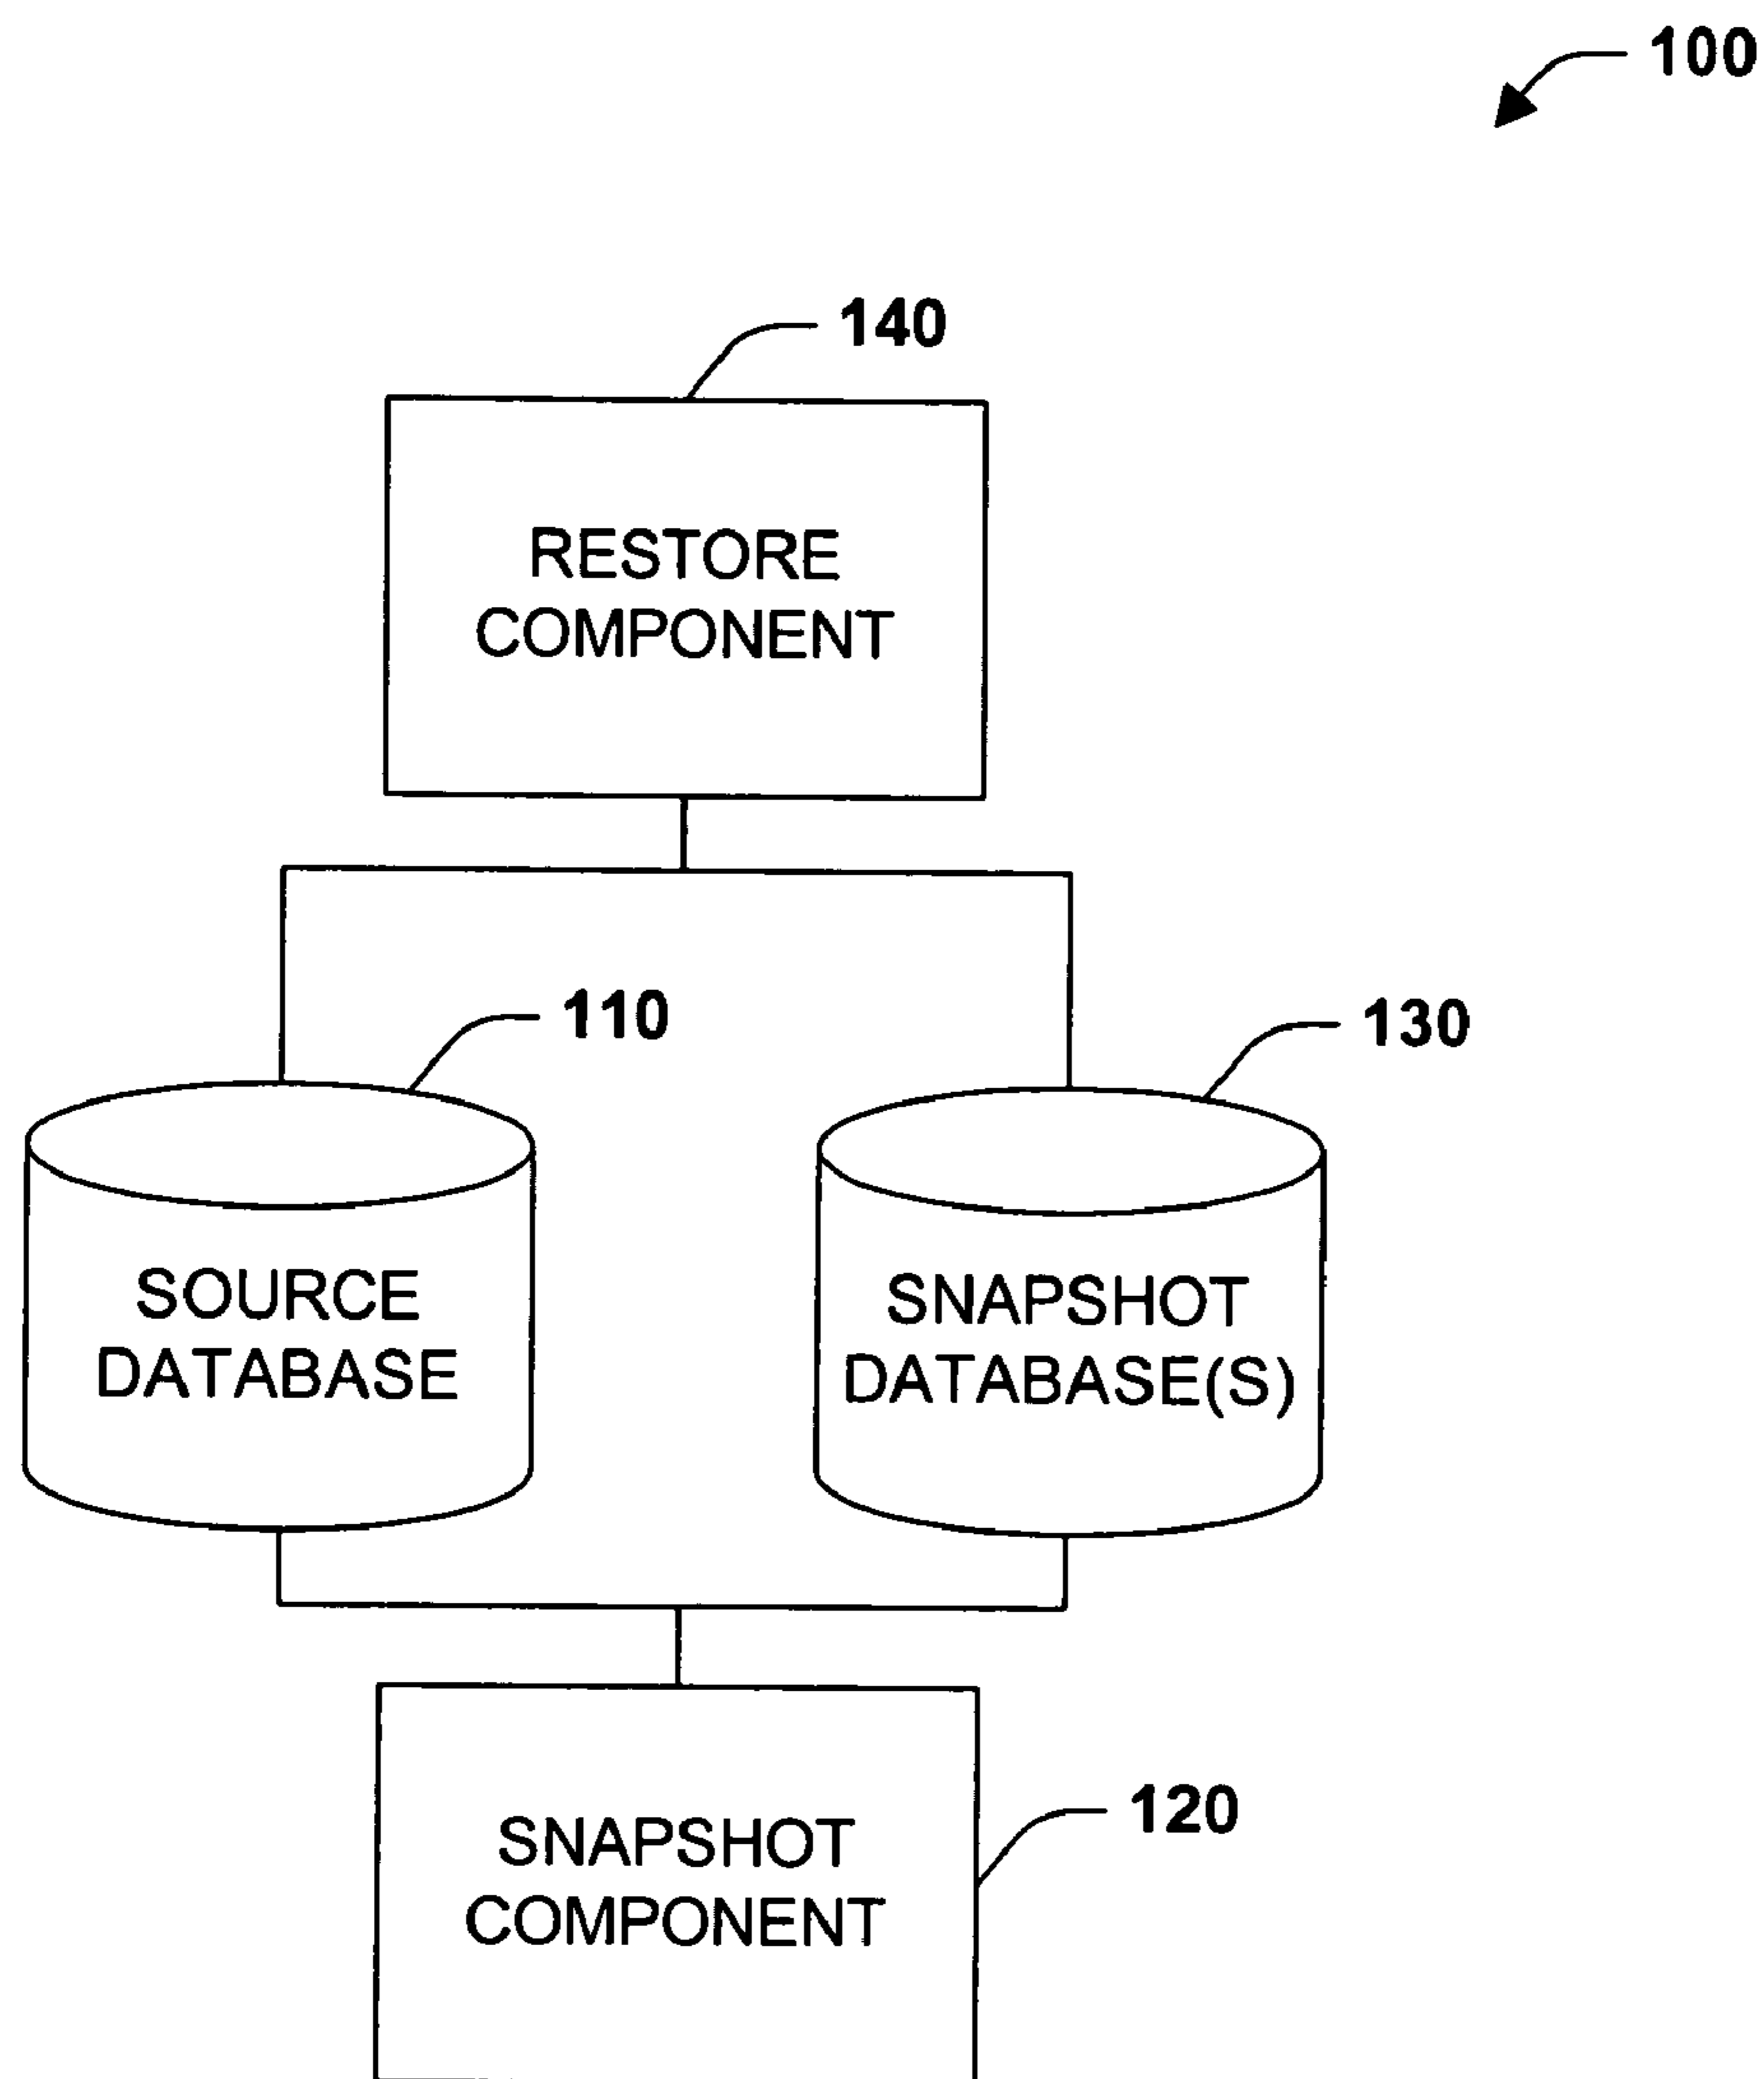 100
140
RESTORE
COMPONENT
110
130
SOURCE
DATABASE
SNAPSHOT
DATABASE(S)
120
SNAPSHOT
COMPONENT